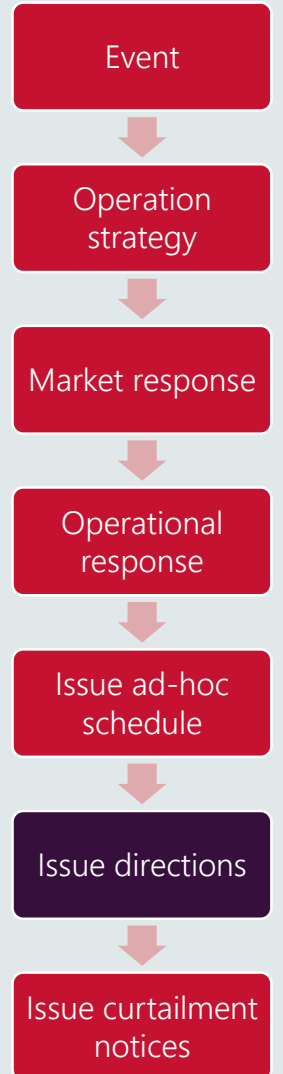 Event
Operation
strategy
Market response
Operational
response
Issue ad-hoc
schedule
Issue directions
Issue curtailment
notices